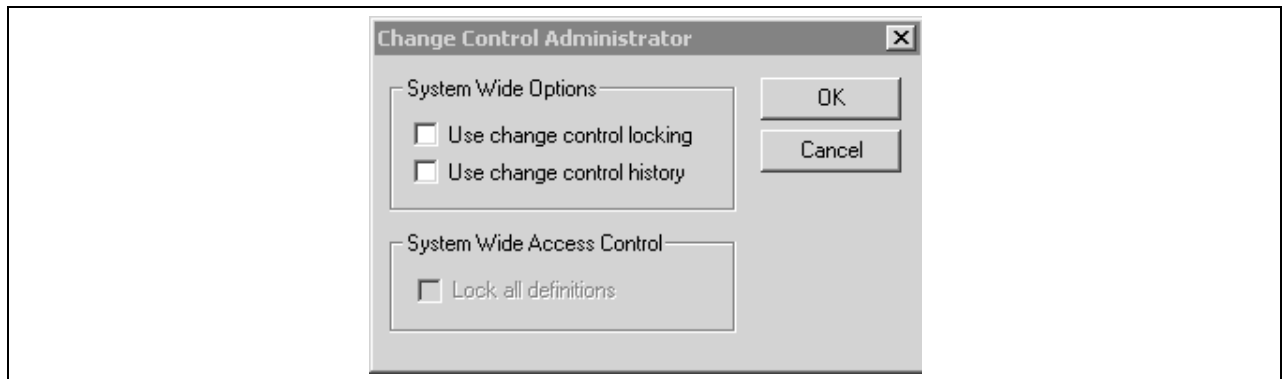 Change Control Administrator
System Wide Options
Use change control locking
Use change control history
OK
Cancel
System Wide Access Control
Lock all definitions